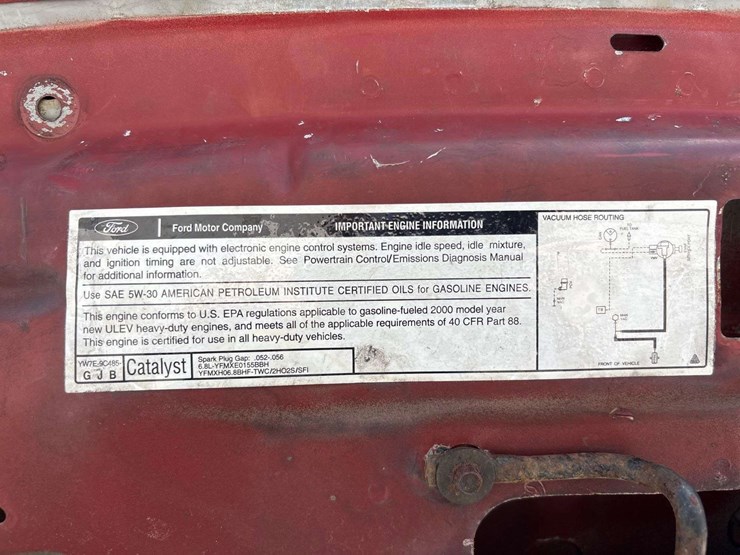 Ford
Ford Motor Company
IMPORTANT ENGINE INFORMATION
This vehicle is equipped with electronic engine control systems. Engine idle speed, idle mixture,
and ignition timing are not adjustable. See Powertrain Control/Emissions Diagnosis Manual
for additional information.
Use SAE 5W-30 AMERICAN PETROLEUM INSTITUTE CERTIFIED OILS for GASOLINE ENGINES.
This engine conforms to U.S. EPA regulations applicable to gasoline-fueled 2000 model year
new ULEV heavy-duty engines, and meets all of the applicable requirements of 40 CFR Part 88.
This engine is certified for use in all heavy-duty vehicles.
YW7E-9C485-
G J B
Catalyst
Spark Plug Gap: .052-.056
6.8L-YFMXE0155BBH
YFMXH06.8BHF-TWC/2HO2S/SFI
VACUUM HOSE ROUTING
TO
FUEL TANK
FRONT OF VEHICLE